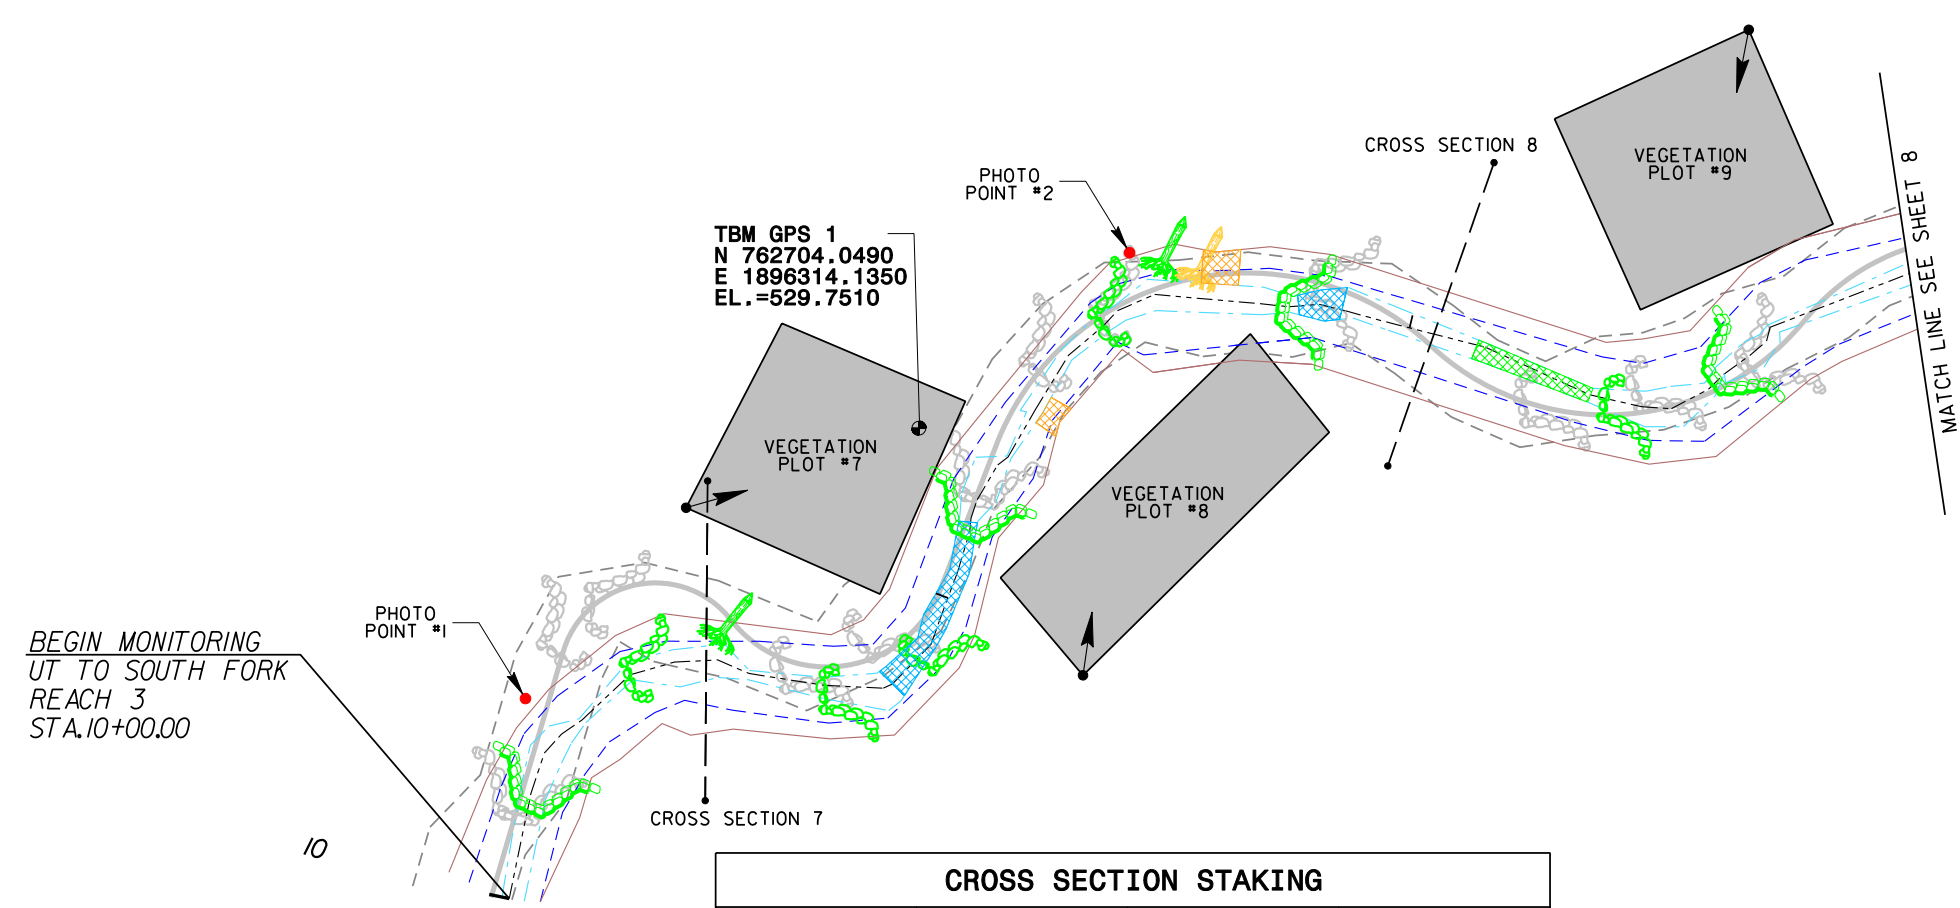 CROSS SECTION 8
VEGETATION
PLOT #9
MATCH LINE SEE SHEET 8
PHOTO
POINT #2
TBM GPS 1
N 762704.0490
E 1896314.1350
EL.=529.7510
VEGETATION
PLOT #7
VEGETATION
PLOT #8
PHOTO
POINT #1
BEGIN MONITORING
UT TO SOUTH FORK
REACH 3
STA.10+00.00
CROSS SECTION 7
10
CROSS SECTION STAKING